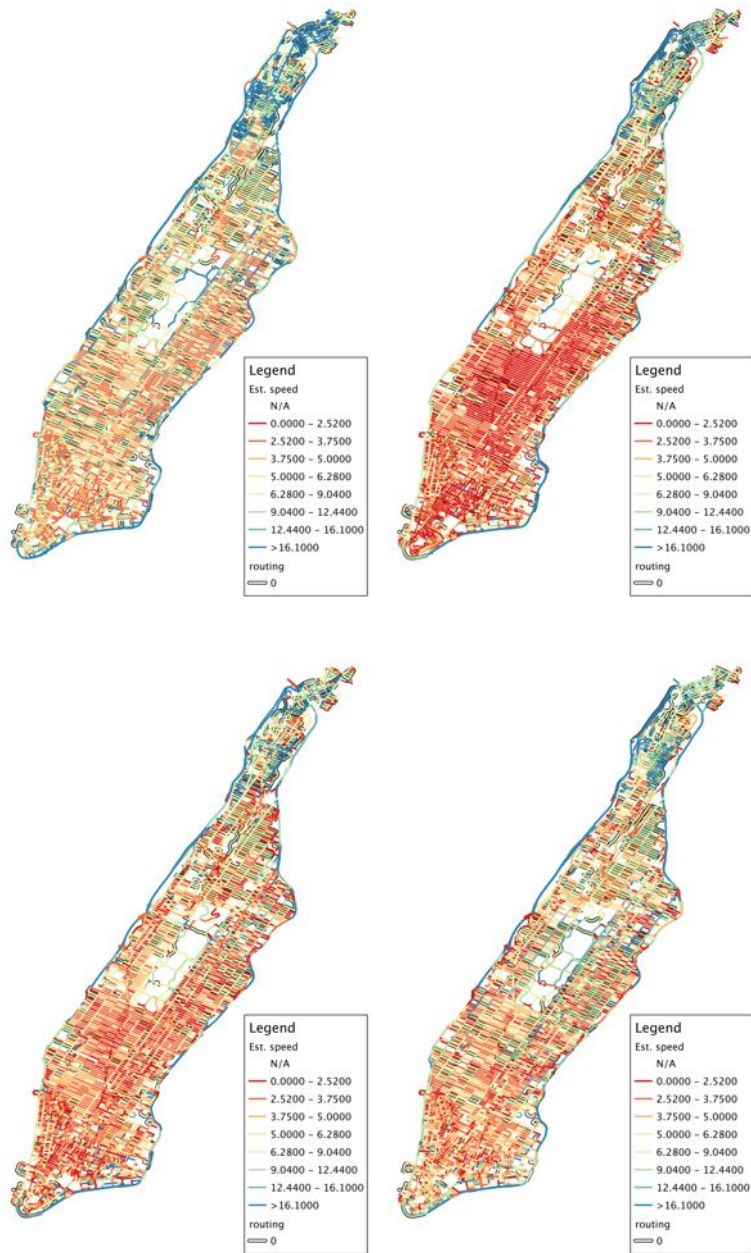 Legend
Est. speed
N/A
0.0000 – 2.5200
2.5200 – 3.7500
3.7500 – 5.0000
5.0000 – 6.2800
6.2800 – 9.0400
9.0400 – 12.4400
12.4400 – 16.1000
>16.1000
routing
0
Legend
Est. speed
N/A
0.0000 – 2.5200
2.5200 – 3.7500
3.7500 – 5.0000
5.0000 – 6.2800
6.2800 – 9.0400
9.0400 – 12.4400
12.4400 – 16.1000
>16.1000
routing
0
Legend
Est. speed
N/A
0.0000 – 2.5200
2.5200 – 3.7500
3.7500 – 5.0000
5.0000 – 6.2800
6.2800 – 9.0400
9.0400 – 12.4400
12.4400 – 16.1000
>16.1000
routing
0
Legend
Est. speed
N/A
0.0000 – 2.5200
2.5200 – 3.7500
3.7500 – 5.0000
5.0000 – 6.2800
6.2800 – 9.0400
9.0400 – 12.4400
12.4400 – 16.1000
>16.1000
routing
0